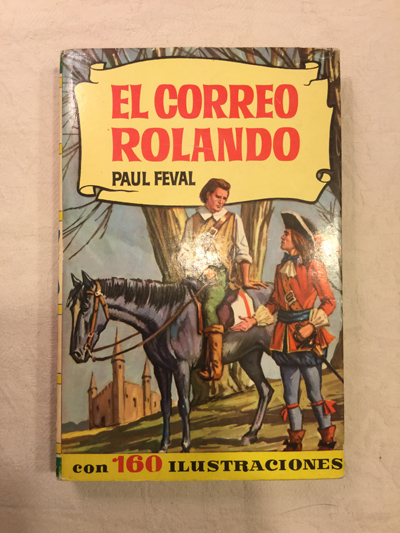 EL CORREO
ROLANDO
PAUL FEVAL
con 160 ILUSTRACIONES